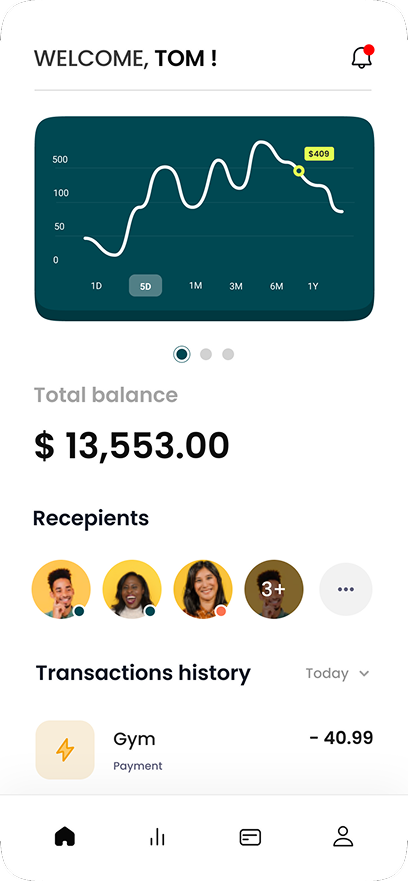 WELCOME, TOM !
$409
500
100
50
0
1D 5D 1M 3M 6M 1Y
Total balance
$ 13,553.00
Recepients
3+
Transactions history Today
Gym - 40.99
Payment